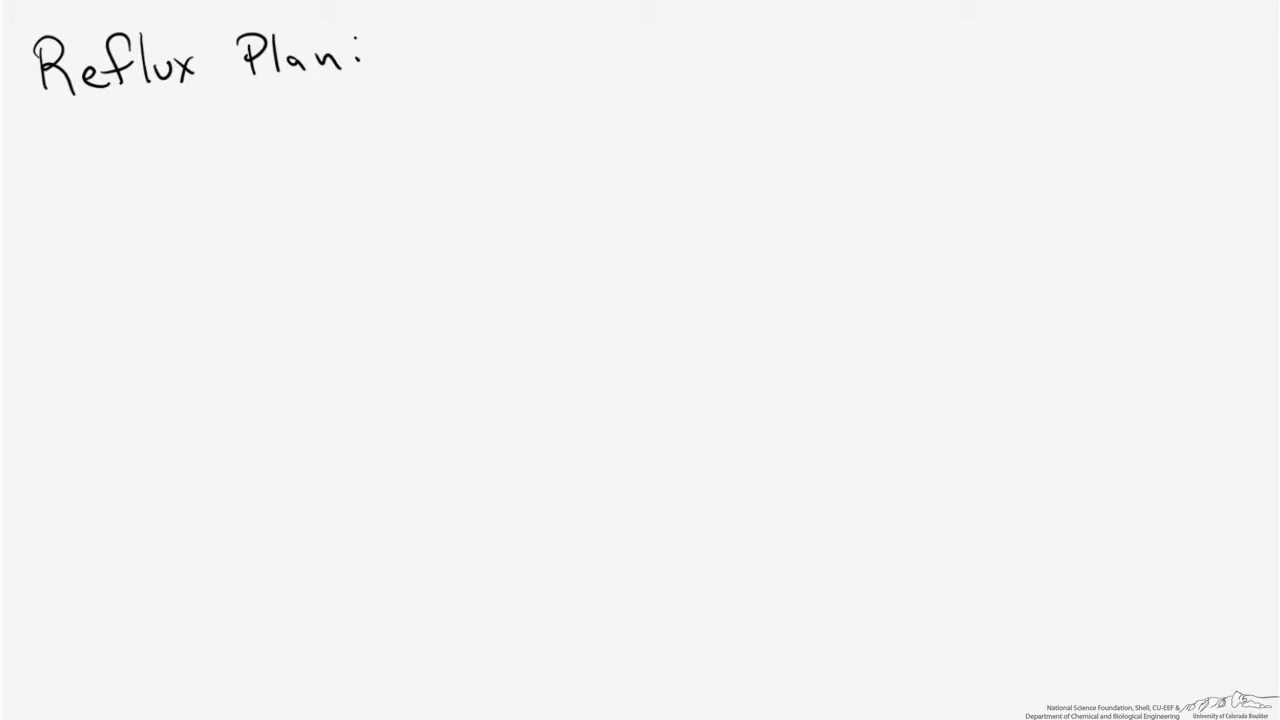 Reflux Plan:
National Science Foundation, Shell, CU-EEF &
Department of Chemical and Biological Engineering
University of Colorado Boulder